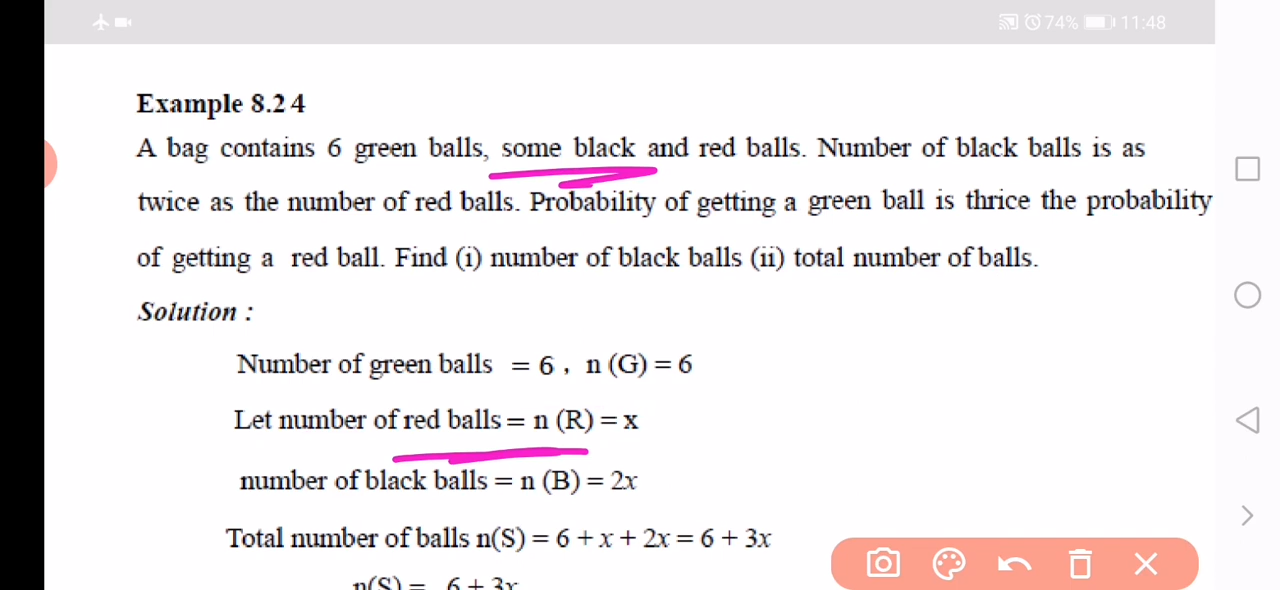 74% 11:48
Example 8.24
A bag contains 6 green balls, some black and red balls. Number of black balls is as
twice as the number of red balls. Probability of getting a green ball is thrice the probability
of getting a red ball. Find (i) number of black balls (ii) total number of balls.
Solution :
Number of green balls = 6 , n (G) = 6
Let number of red balls = n (R) = x
number of black balls = n (B) = 2x
Total number of balls n(S) = 6 + x + 2x = 6 + 3x
n(S) = 6 + 3x